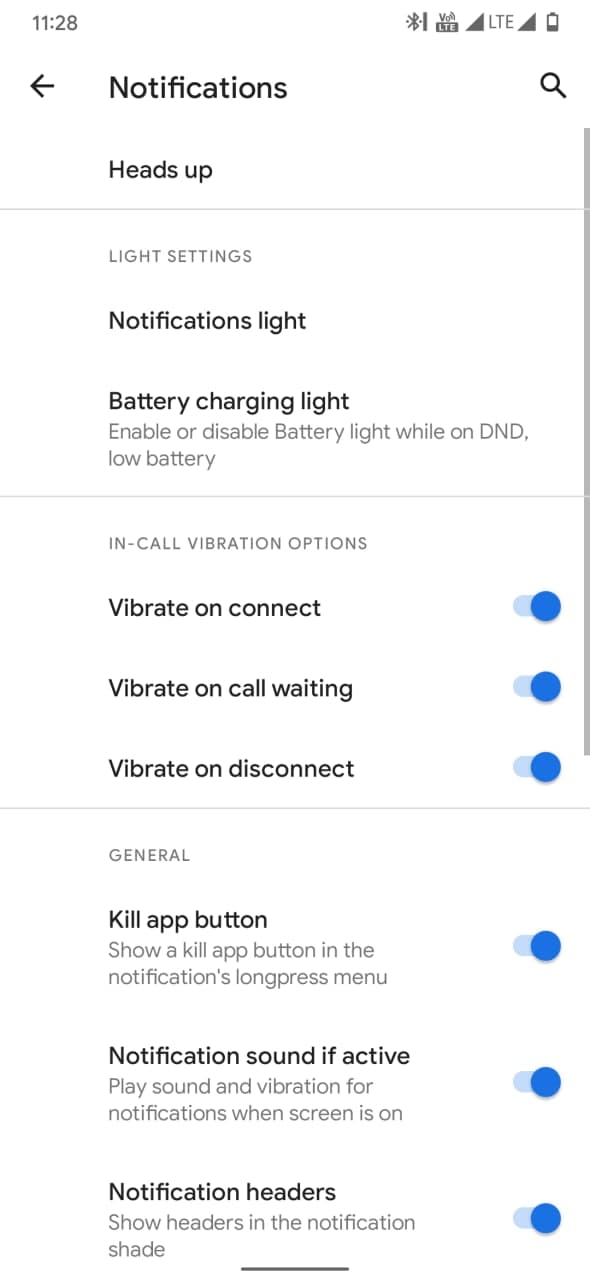 11:28
Vo)) LTE
LTE
Notifications
Heads up
LIGHT SETTINGS
Notifications light
Battery charging light
Enable or disable Battery light while on DND,
low battery
IN-CALL VIBRATION OPTIONS
Vibrate on connect
Vibrate on call waiting
Vibrate on disconnect
GENERAL
Kill app button
Show a kill app button in the
notification's longpress menu
Notification sound if active
Play sound and vibration for
notifications when screen is on
Notification headers
Show headers in the notification
shade